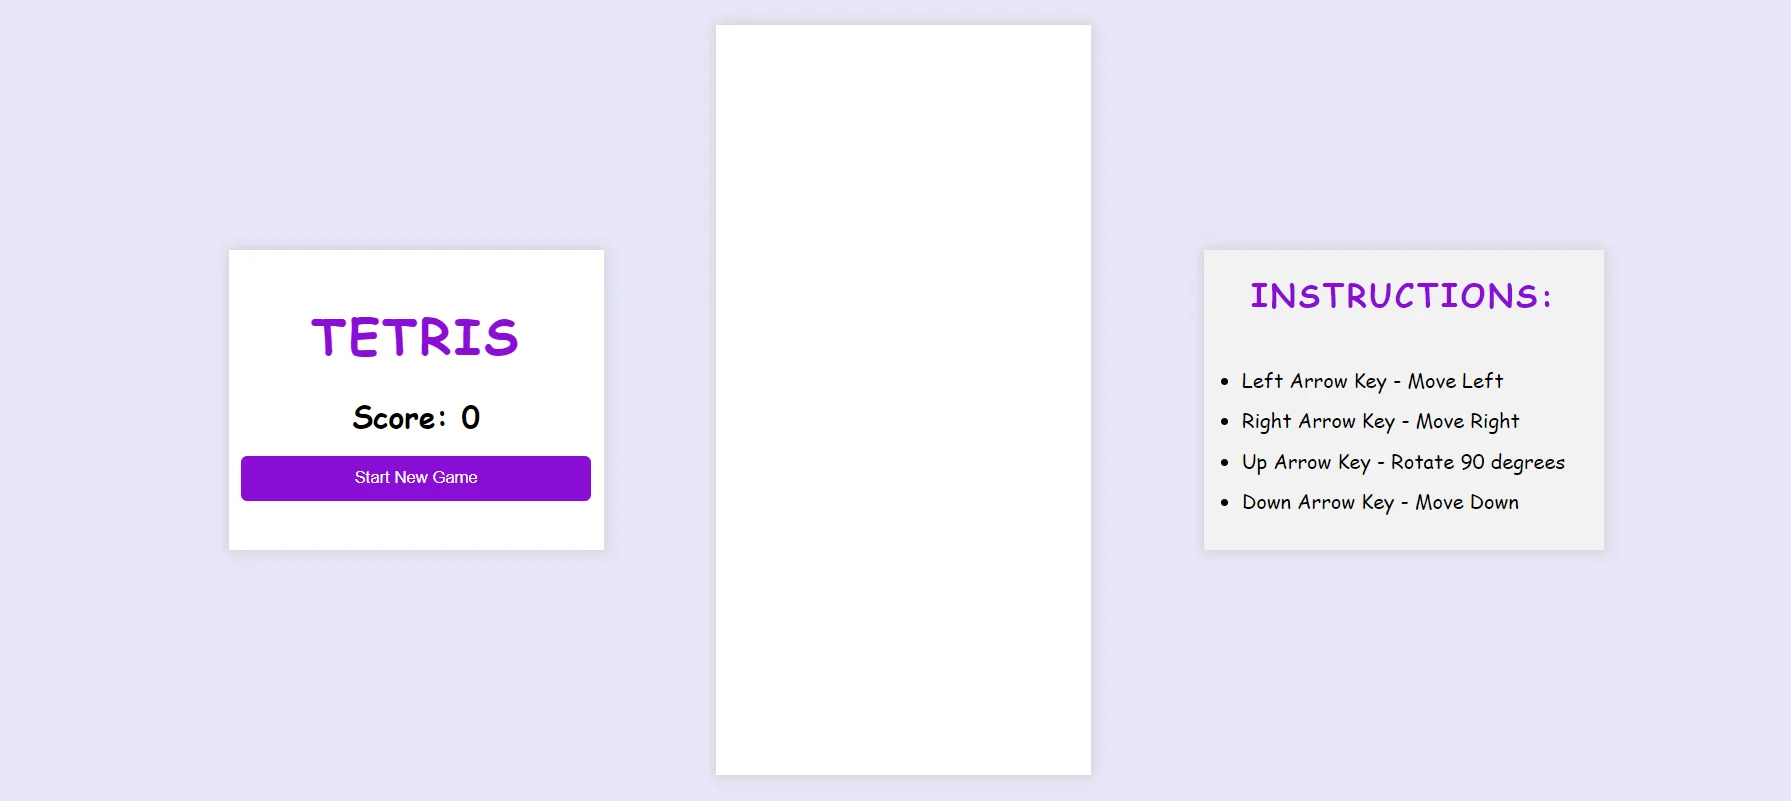 TETRIS
Score: 0
Start New Game
INSTRUCTIONS:
Left Arrow Key - Move Left
Right Arrow Key - Move Right
Up Arrow Key - Rotate 90 degrees
Down Arrow Key - Move Down